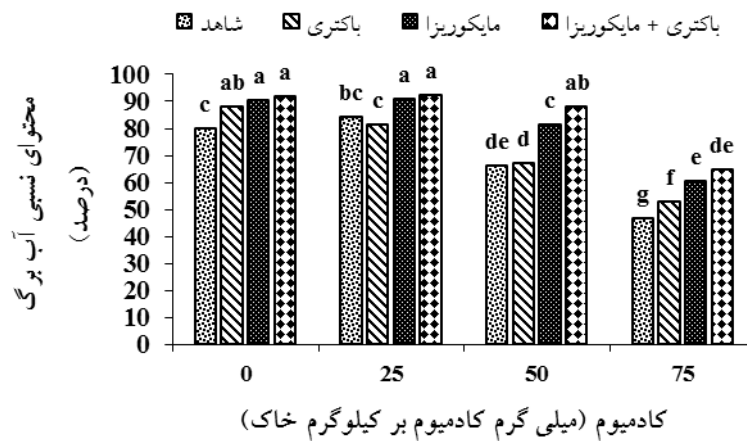 شاهد باکتری مایکوریزا باکتری + مایکوریزا
محتوای نسبی آب برگ
(درصد)
100
90
80
70
60
50
40
30
20
10
0
c ab a a
bc c a a
de d c ab
g f e de
0 25 50 75
کادمیوم (میلی گرم کادمیوم بر کیلوگرم خاک)